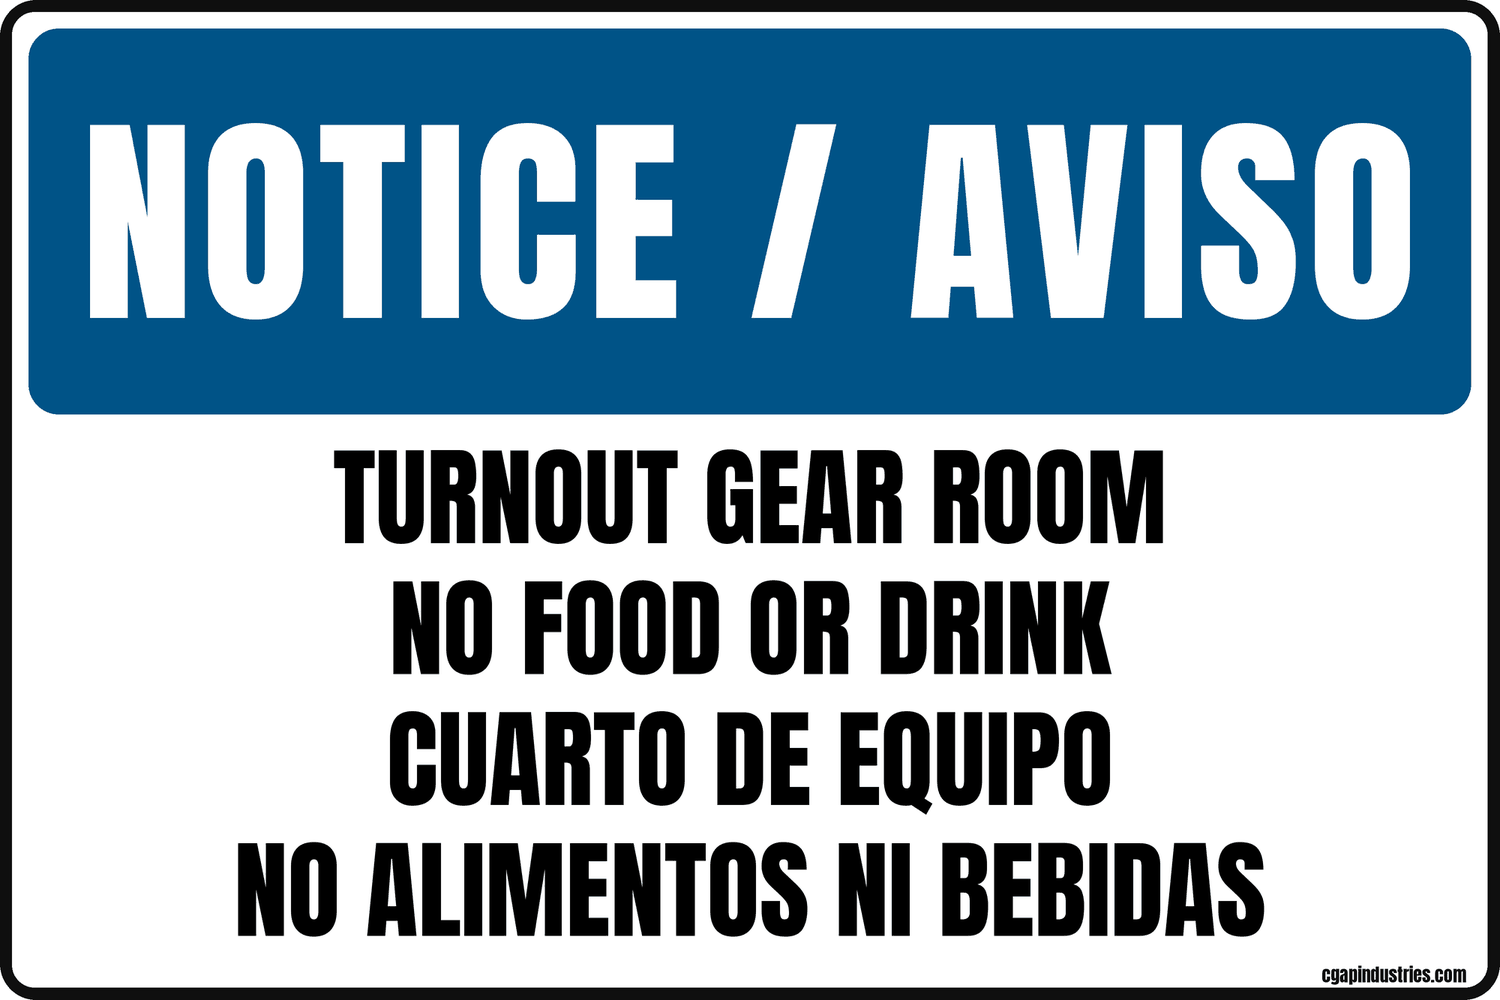 NOTICE / AVISO
TURNOUT GEAR ROOM
NO FOOD OR DRINK
CUARTO DE EQUIPO
NO ALIMENTOS NI BEBIDAS
cgapindustries.com